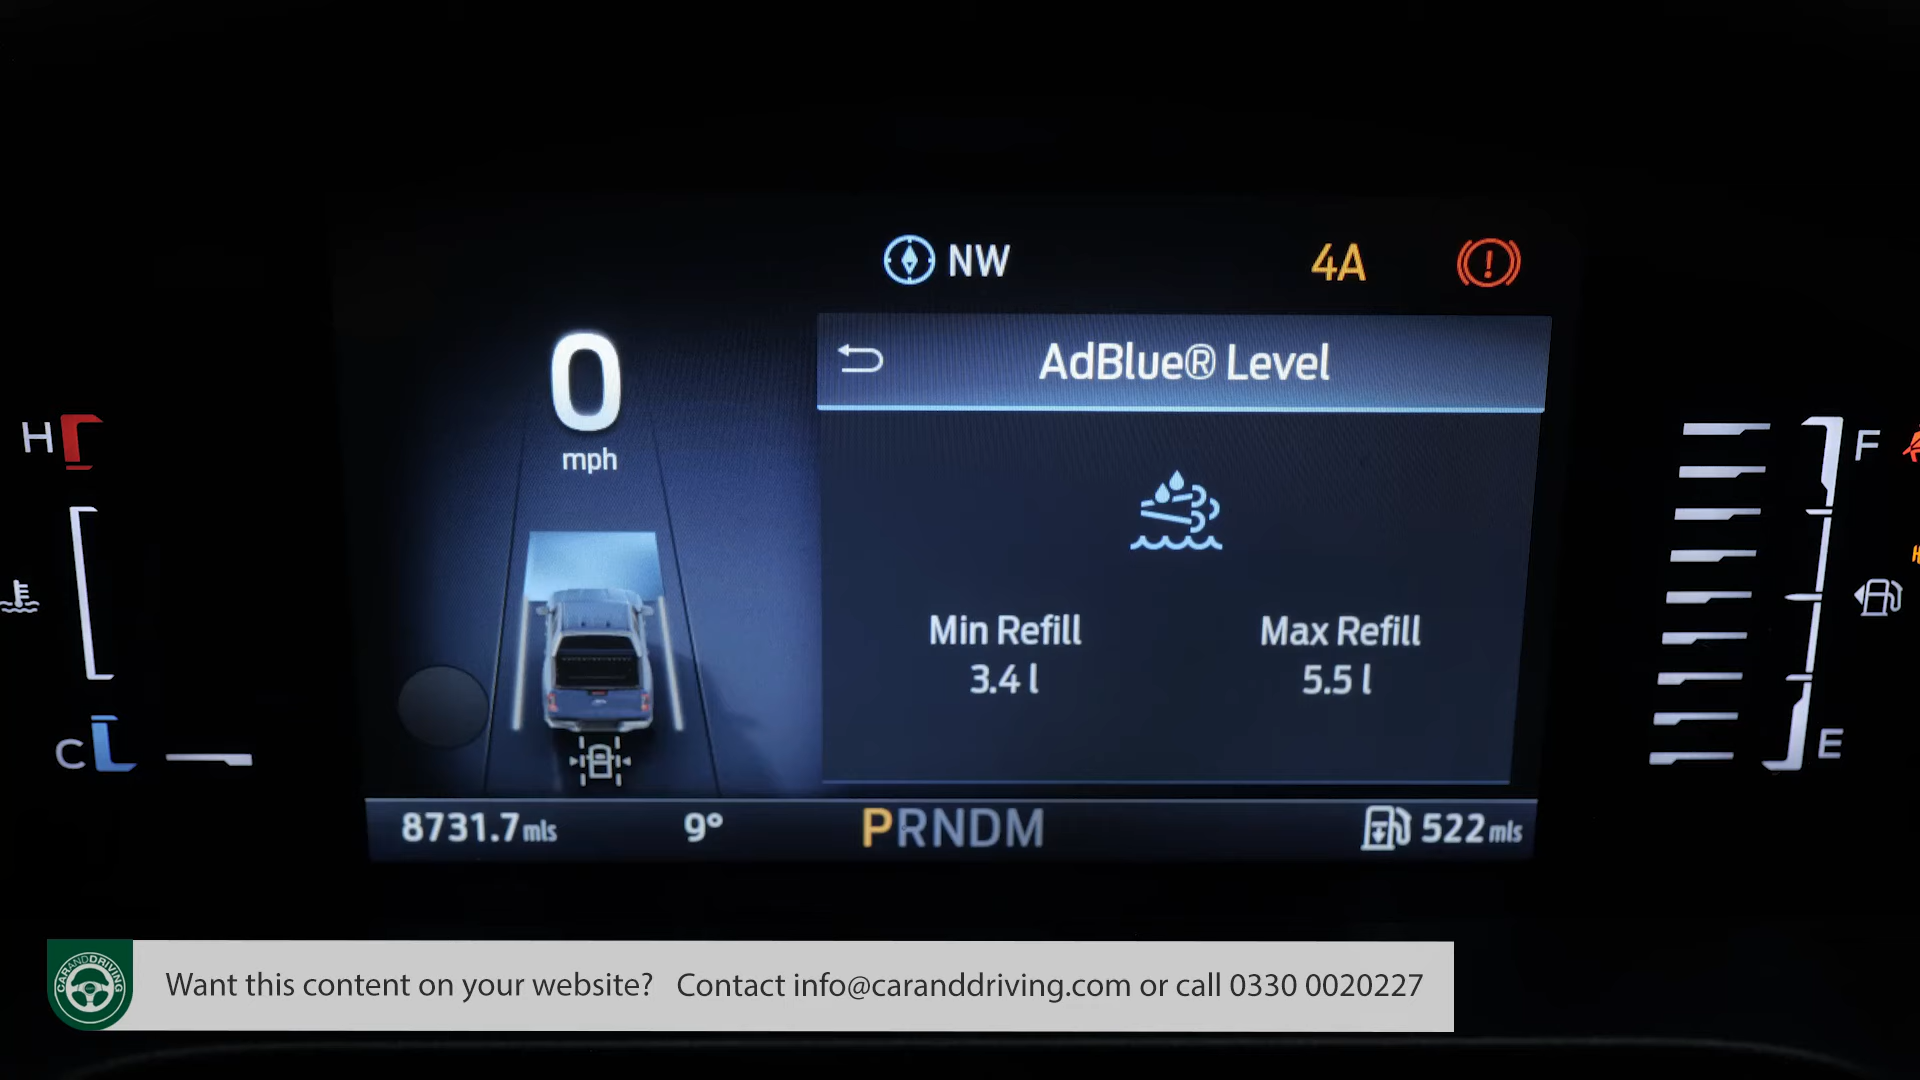 NW
4A
0
mph
AdBlue® Level
H
F
Min Refill
3.4 l
Max Refill
5.5 l
C
E
8731.7 mls
9°
PRNDM
522 mls
CARANDDRIVING
Want this content on your website? Contact info@caranddriving.com or call 0330 0020227